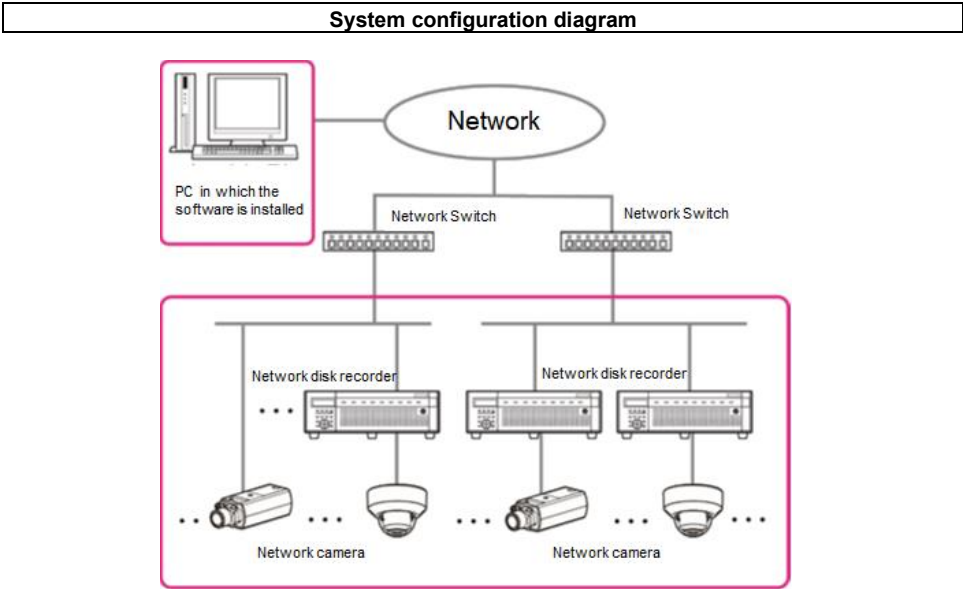 System configuration diagram
Network
PC in which the
software is installed
Network Switch
Network Switch
Network disk recorder
Network disk recorder
Network camera
Network camera